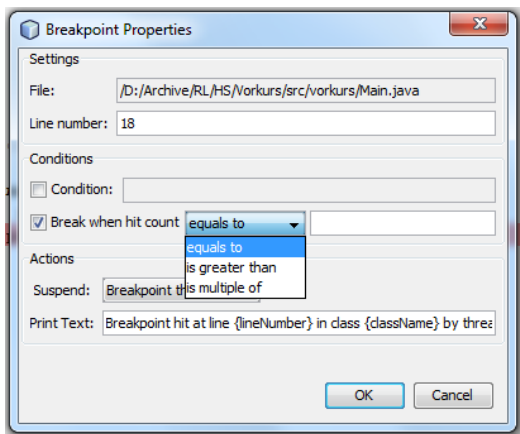 Breakpoint Properties
Settings
File: /D:/Archive/RL/HS/Vorkurs/src/vorkurs/Main.java
Line number: 18
Conditions
Condition:
Break when hit count equals to
equals to
is greater than
is multiple of
Actions
Suspend: Breakpoint
Print Text: Breakpoint hit at line {lineNumber} in class {className} by threa
OK Cancel